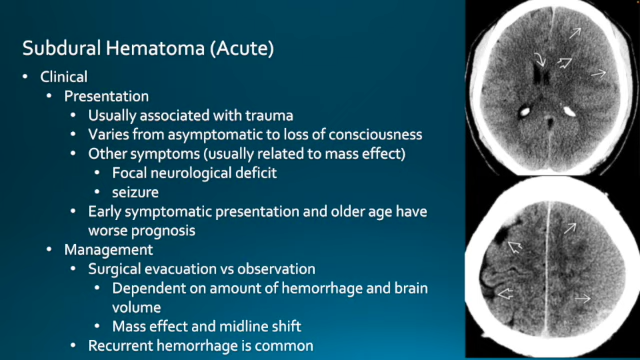 Subdural Hematoma (Acute)
• Clinical
• Presentation
• Usually associated with trauma
• Varies from asymptomatic to loss of consciousness
• Other symptoms (usually related to mass effect)
• Focal neurological deficit
• seizure
• Early symptomatic presentation and older age have
worse prognosis
• Management
• Surgical evacuation vs observation
• Dependent on amount of hemorrhage and brain
volume
• Mass effect and midline shift
• Recurrent hemorrhage is common